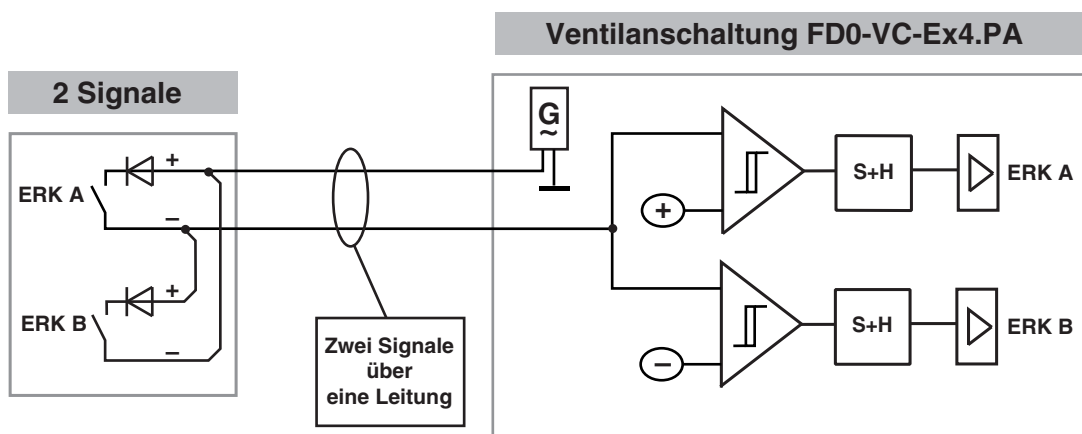 Ventilanschaltung FD0-VC-Ex4.PA
2 Signale
G
~
+
ERK A
–
S+H
ERK A
+
+
ERK B
–
Zwei Signale
über
eine Leitung
–
S+H
ERK B